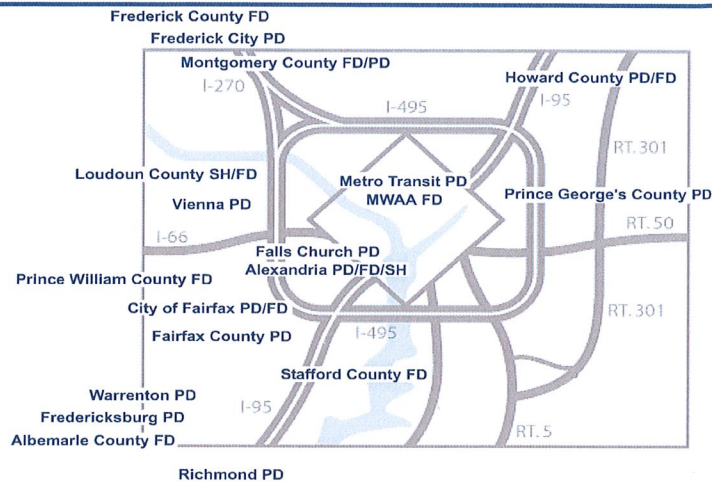 Frederick County FD
Frederick City PD
Montgomery County FD/PD
Howard County PD/FD
I-270
I-495
I-95
RT. 301
Loudoun County SH/FD
Metro Transit PD
MWAA FD
Prince George's County PD
Vienna PD
RT. 50
I-66
Falls Church PD
Alexandria PD/FD/SH
Prince William County FD
City of Fairfax PD/FD
RT. 301
Fairfax County PD
I-495
Stafford County FD
Warrenton PD
I-95
Fredericksburg PD
RT. 5
Albemarle County FD
Richmond PD